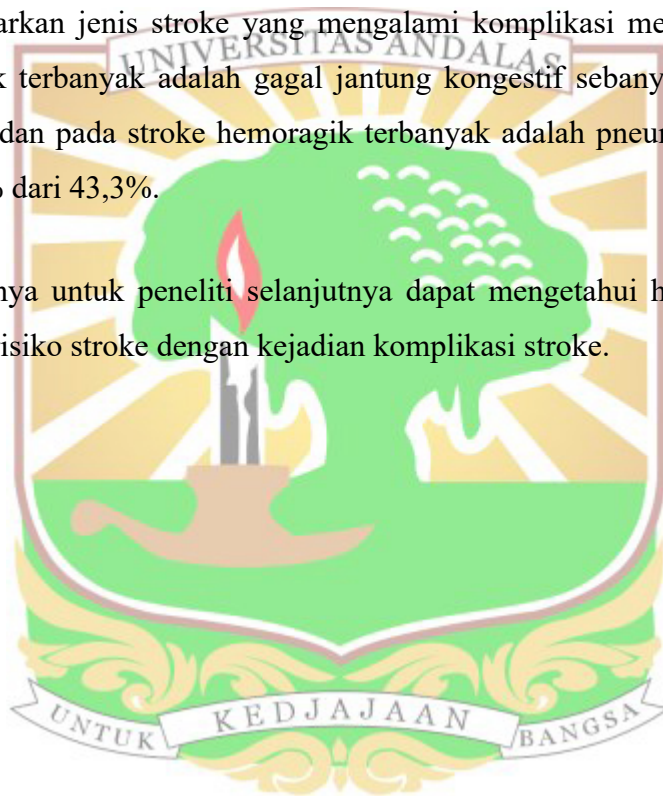 UNIVERSITAS ANDALAS
arkan jenis stroke yang mengalami komplikasi me
k terbanyak adalah gagal jantung kongestif sebany
dan pada stroke hemoragik terbanyak adalah pneur
% dari 43,3%.
nya untuk peneliti selanjutnya dapat mengetahui h
isiko stroke dengan kejadian komplikasi stroke.
UNTUK KEDJAJAAN BANGSA